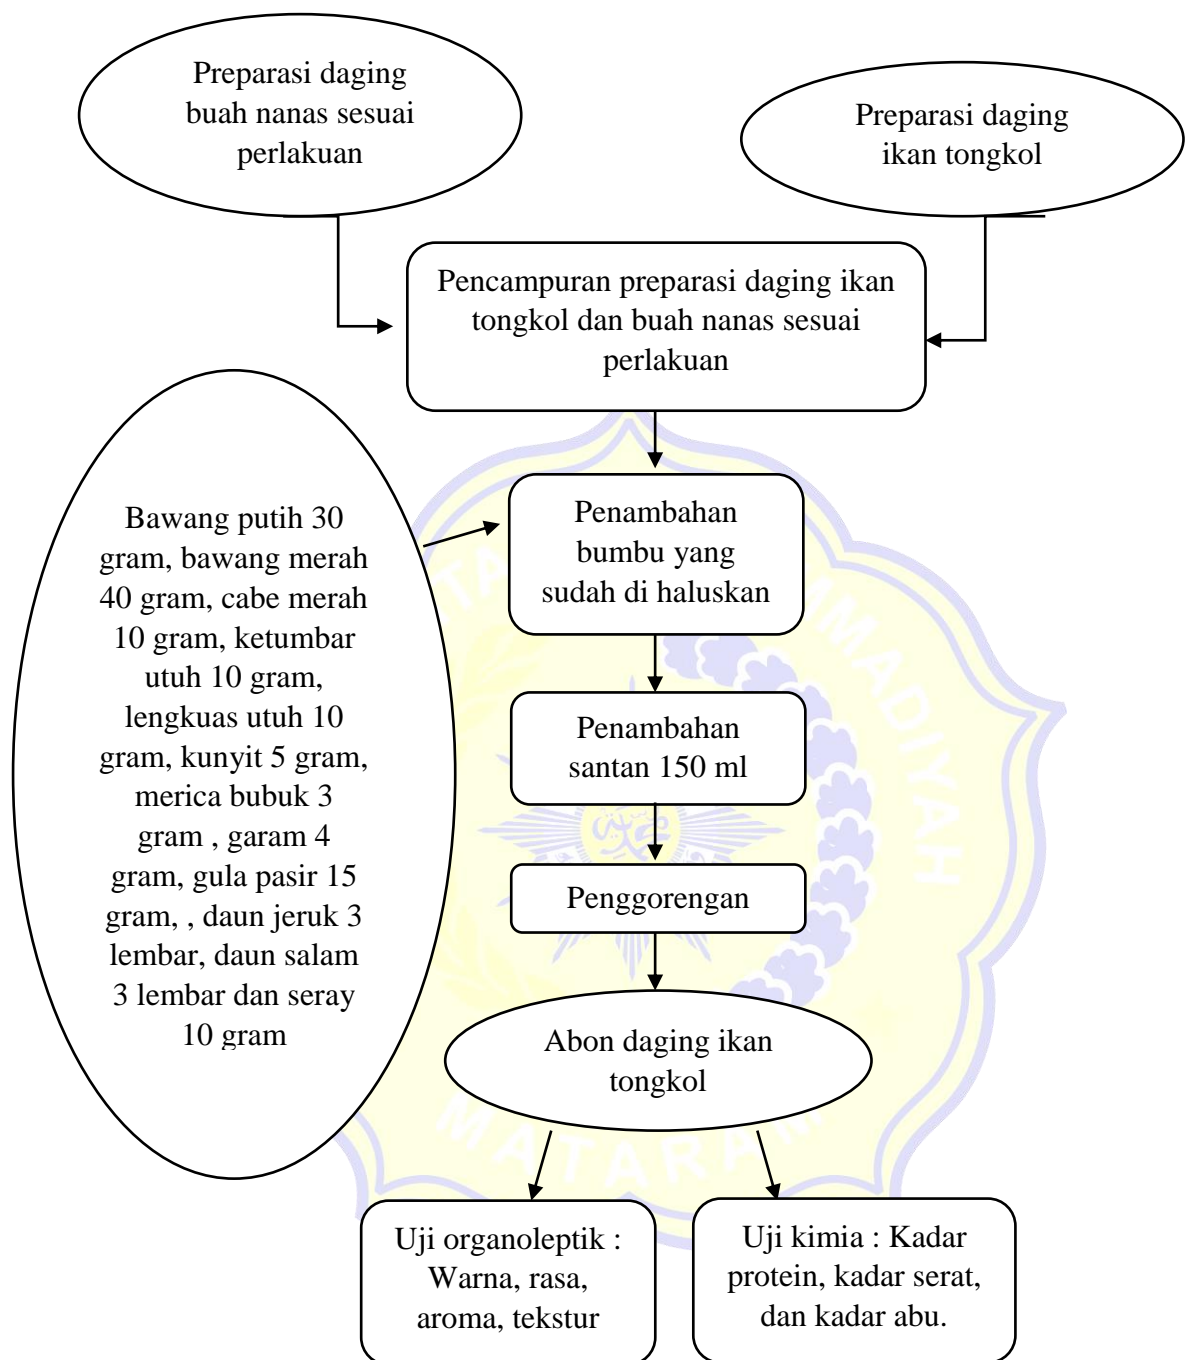 Preparasi daging
buah nanas sesuai
perlakuan
Preparasi daging
ikan tongkol
Pencampuran preparasi daging ikan
tongkol dan buah nanas sesuai
perlakuan
Bawang putih 30
gram, bawang merah
40 gram, cabe merah
10 gram, ketumbar
utuh 10 gram,
lengkuas utuh 10
gram, kunyit 5 gram,
merica bubuk 3
gram , garam 4
gram, gula pasir 15
gram, , daun jeruk 3
lembar, daun salam
3 lembar dan seray
10 gram
Penambahan
bumbu yang
sudah di haluskan
Penambahan
santan 150 ml
Penggorengan
Abon daging ikan
tongkol
Uji organoleptik :
Warna, rasa,
aroma, tekstur
Uji kimia : Kadar
protein, kadar serat,
dan kadar abu.
MATARAM